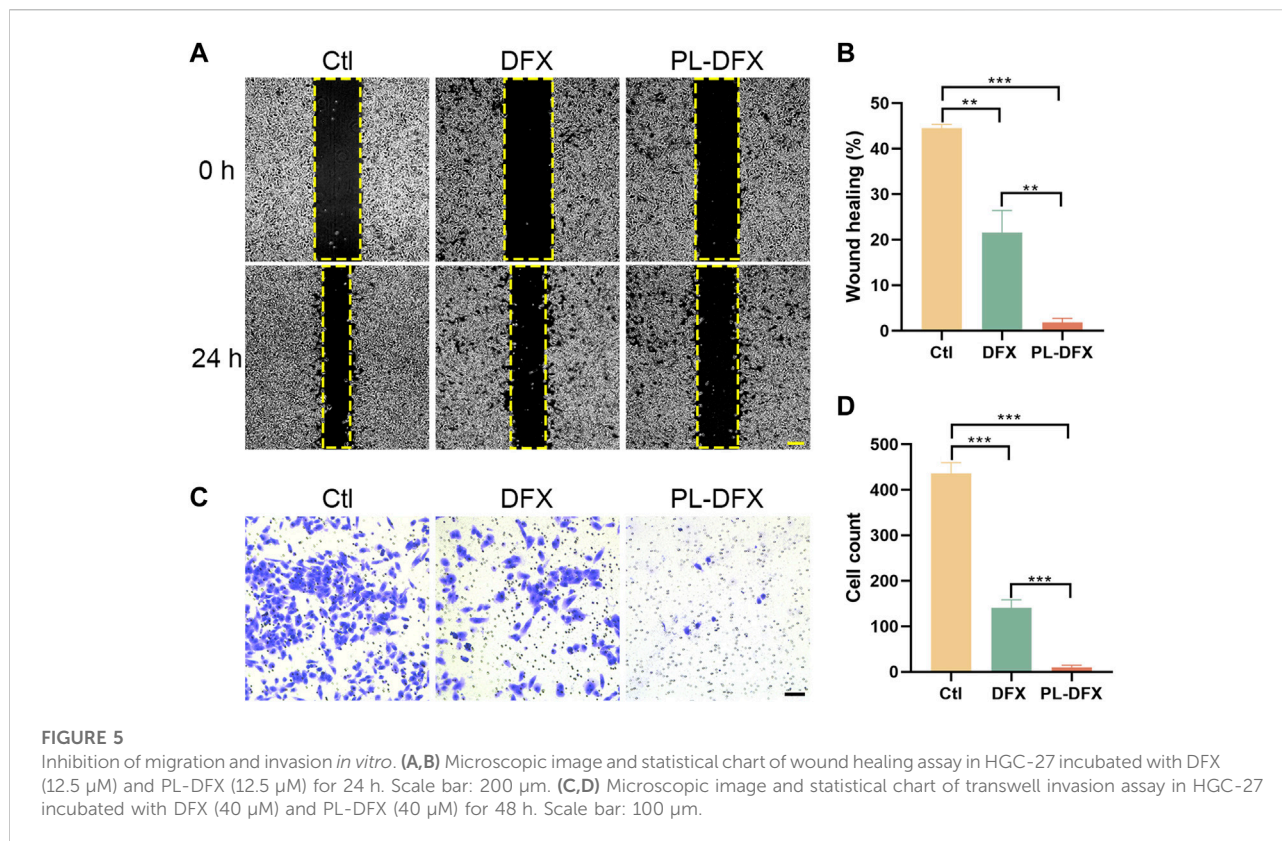 A
Ctl DFX PL-DFX
0 h
24 h
B
Wound healing (%)
50
40
30
20
10
0
*** 
** 
**
Ctl DFX PL-DFX
C
Ctl DFX PL-DFX
D
Cell count
500
400
300
200
100
0
***
***
***
Ctl DFX PL-DFX
FIGURE 5
Inhibition of migration and invasion in vitro. (A,B) Microscopic image and statistical chart of wound healing assay in HGC-27 incubated with DFX
(12.5 μM) and PL-DFX (12.5 μM) for 24 h. Scale bar: 200 μm. (C,D) Microscopic image and statistical chart of transwell invasion assay in HGC-27
incubated with DFX (40 μM) and PL-DFX (40 μM) for 48 h. Scale bar: 100 μm.